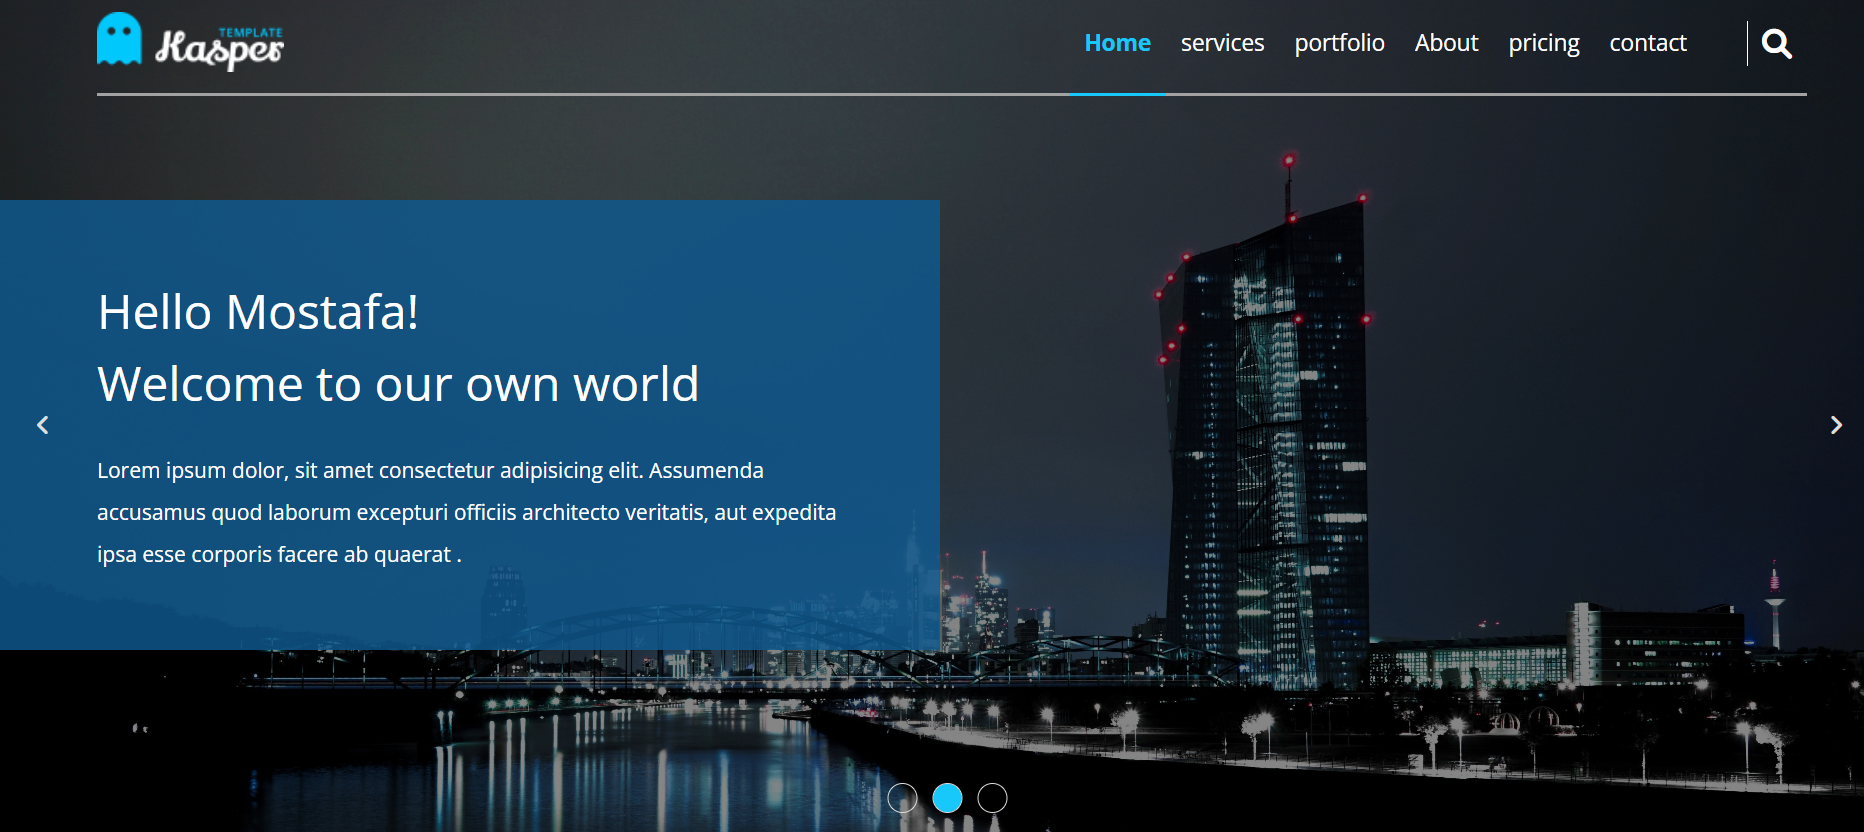 TEMPLATE
Kasper
Home services portfolio About pricing contact
Hello Mostafa!
Welcome to our own world
Lorem ipsum dolor, sit amet consectetur adipisicing elit. Assumenda
accusamus quod laborum excepturi officiis architecto veritatis, aut expedita
ipsa esse corporis facere ab quaerat .